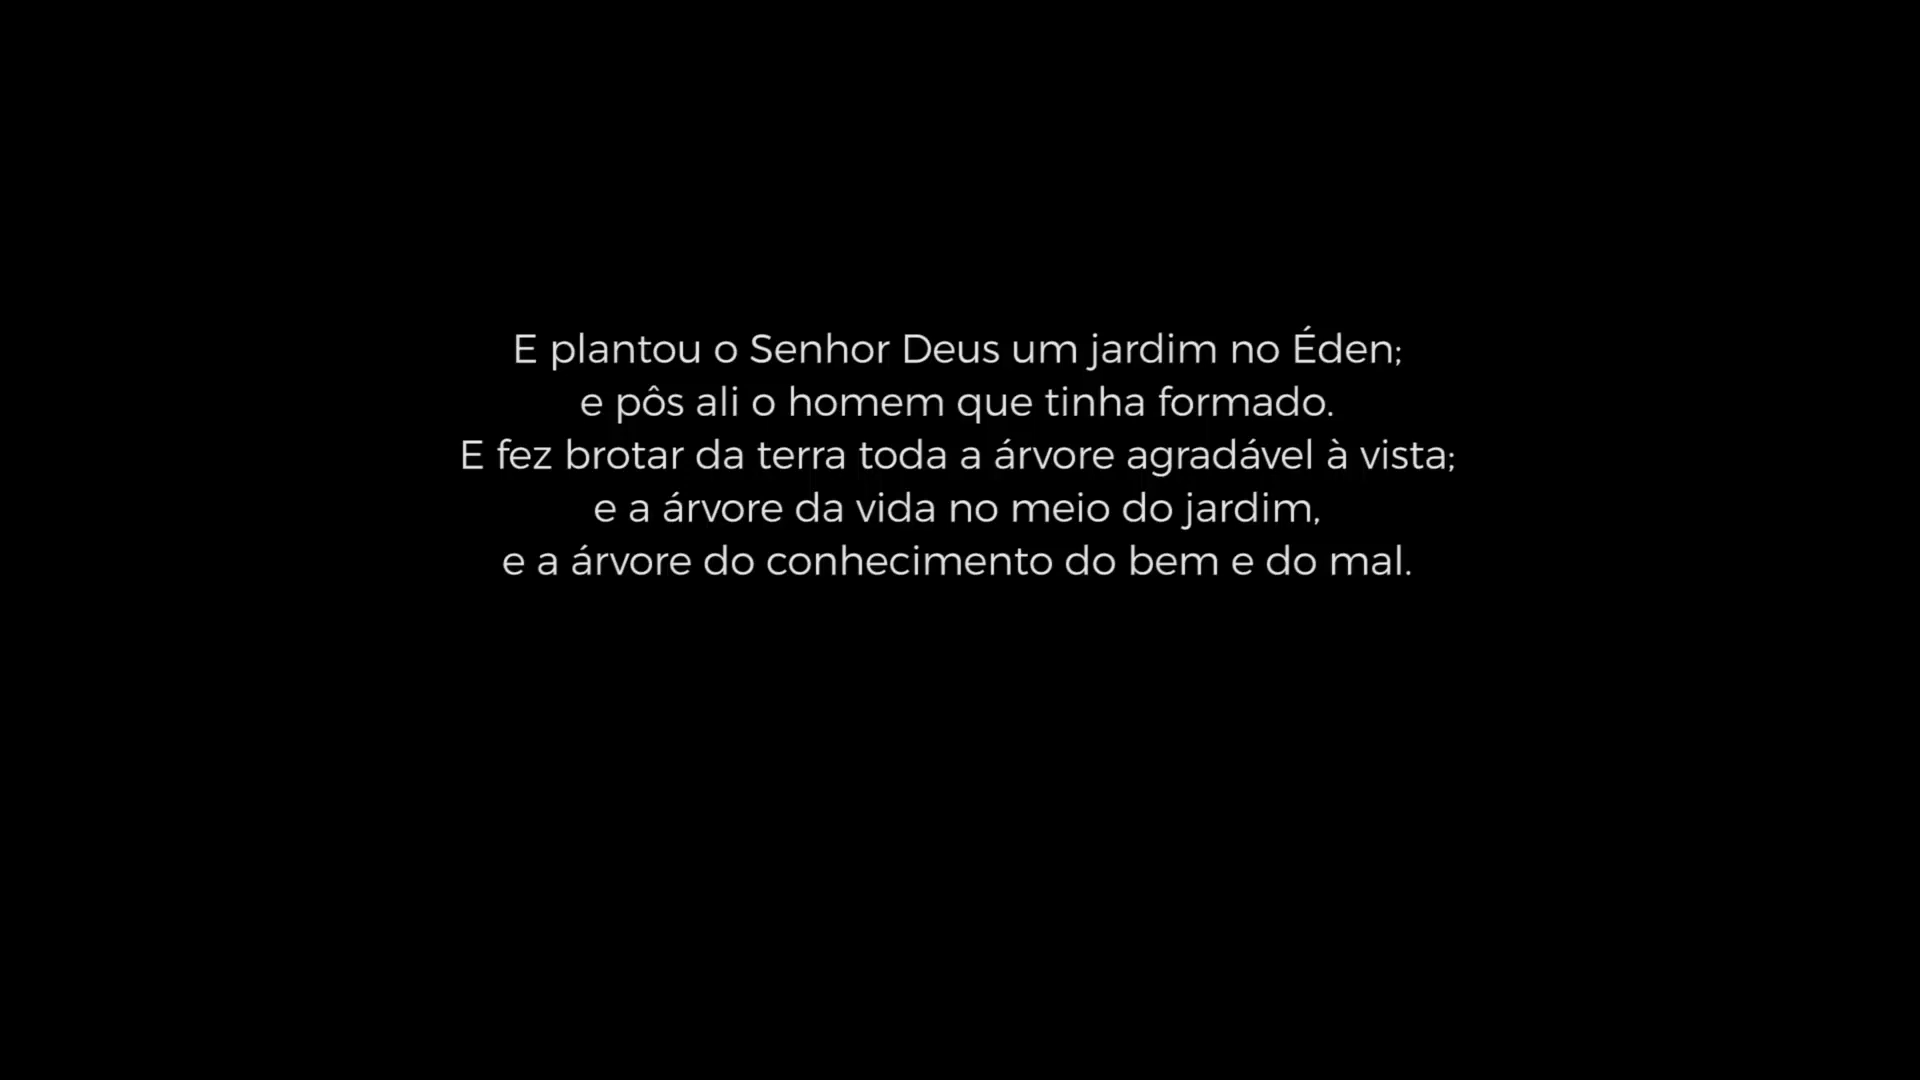 E plantou o Senhor Deus um jardim no Éden;
e pôs ali o homem que tinha formado.
E fez brotar da terra toda a árvore agradável à vista;
e a árvore da vida no meio do jardim,
e a árvore do conhecimento do bem e do mal.